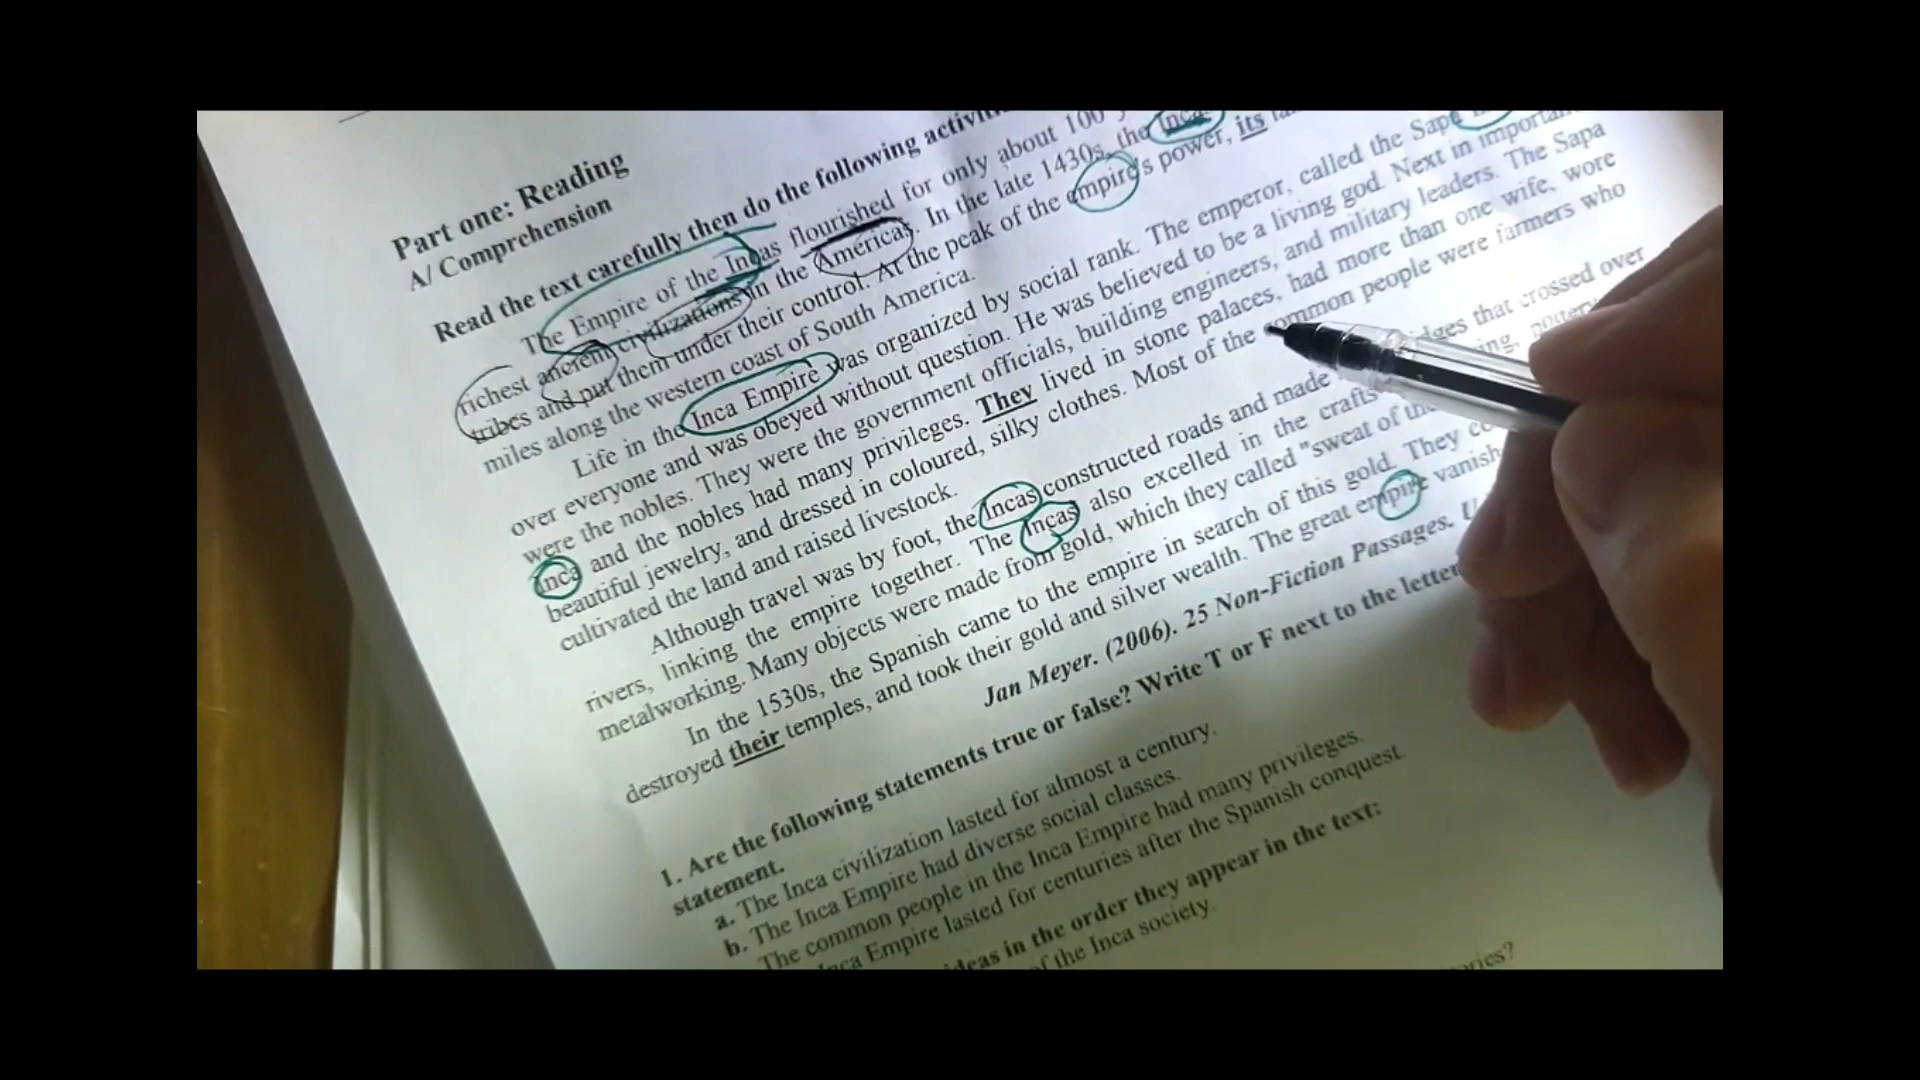 Part one: Reading
A/ Comprehension
Read the text carefully then do the following
The Empire of the Incas flourished for only about 100
richest ancient civilizations in the Americas. In the late 1430s, the Inca
tribes and put them under their control. At the peak of the empire's power, its
miles along the western coast of South America.
Life in the Inca Empire was organized by social rank. The emperor, called the Sapa
over everyone and was obeyed without question. He was believed to be a living god. Next in
were the nobles. They were the government officials, building engineers, and military leaders. The Sapa
Inca and the nobles had many privileges. They lived in stone palaces, had more than one wife, wore
beautiful jewelry, and dressed in coloured, silky clothes. Most of the common people were farmers who
cultivated the land and raised livestock.
Although travel was by foot, the Incas constructed roads and made that crossed over
rivers, linking the empire together. The Incas also excelled in the crafts
metalworking. Many objects were made from gold, which they called "sweat of
In the 1530s, the Spanish came to the empire in search of this gold. They
destroyed their temples, and took their gold and silver wealth. The great empire
Jan Meyer. (2006). 25 Non-Fiction Passages.
1. Are the following statements true or false? Write T or F next to the letter
statement.
a. The Inca civilization lasted for almost a century.
b. The Inca Empire had diverse social classes.
The common people in the Inca Empire had many privileges.
Empire lasted for centuries after the Spanish conquest.
in the order they appear in the text:
the Inca society.